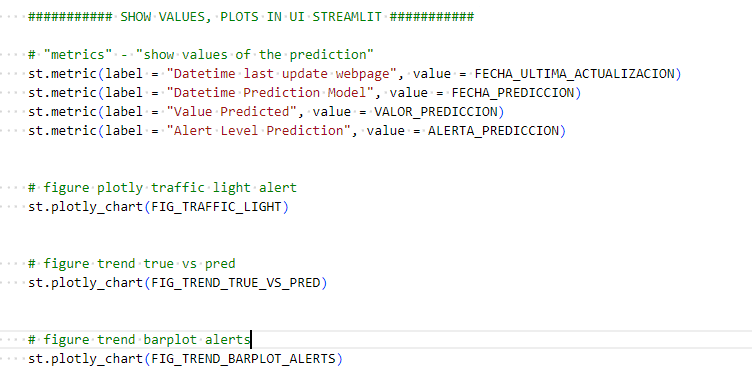 ########### SHOW VALUES, PLOTS IN UI STREAMLIT ###########
# "metrics" - "show values of the prediction"
st.metric(label = "Datetime last update webpage", value = FECHA_ULTIMA_ACTUALIZACION)
st.metric(label = "Datetime Prediction Model", value = FECHA_PREDICCION)
st.metric(label = "Value Predicted", value = VALOR_PREDICCION)
st.metric(label = "Alert Level Prediction", value = ALERTA_PREDICCION)
# figure plotly traffic light alert
st.plotly_chart(FIG_TRAFFIC_LIGHT)
# figure trend true vs pred
st.plotly_chart(FIG_TREND_TRUE_VS_PRED)
# figure trend barplot alerts
st.plotly_chart(FIG_TREND_BARPLOT_ALERTS)